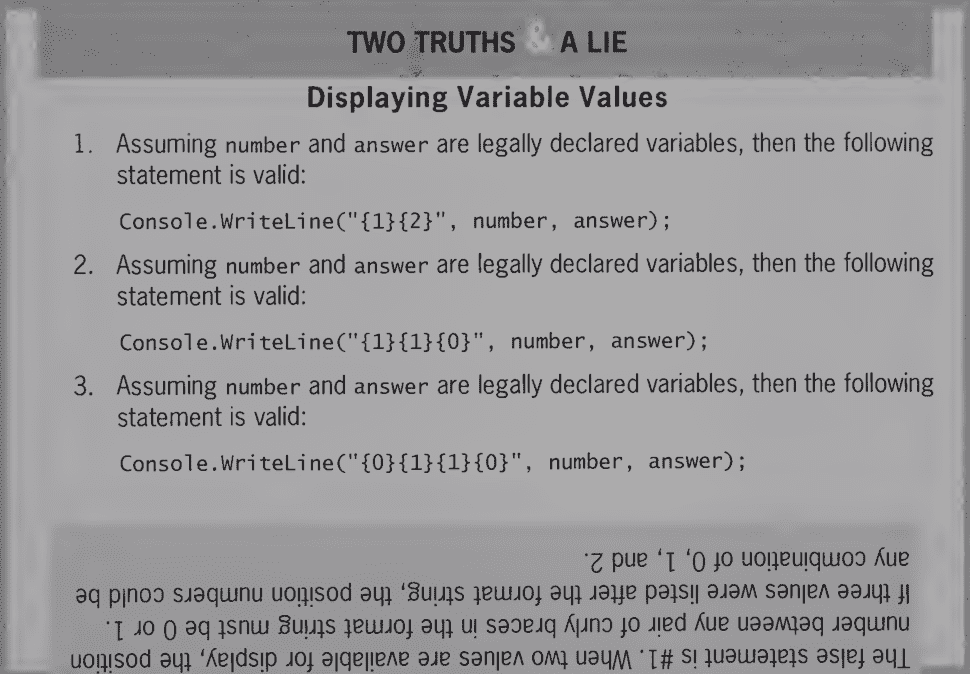 TWO TRUTHS & A LIE
Displaying Variable Values
1. Assuming number and answer are legally declared variables, then the following
statement is valid:
Console.WriteLine("{1}{2}", number, answer);
2. Assuming number and answer are legally declared variables, then the following
statement is valid:
Console.WriteLine("{1}{1}{0}", number, answer);
3. Assuming number and answer are legally declared variables, then the following
statement is valid:
Console.WriteLine("{0}{1}{1}{0}", number, answer);
The false statement is #1. When two values are available for display, the position
number between any pair of curly braces in the format string must be 0 or 1.
If three values were listed after the format string, the position numbers could be
any combination of 0, 1, and 2.